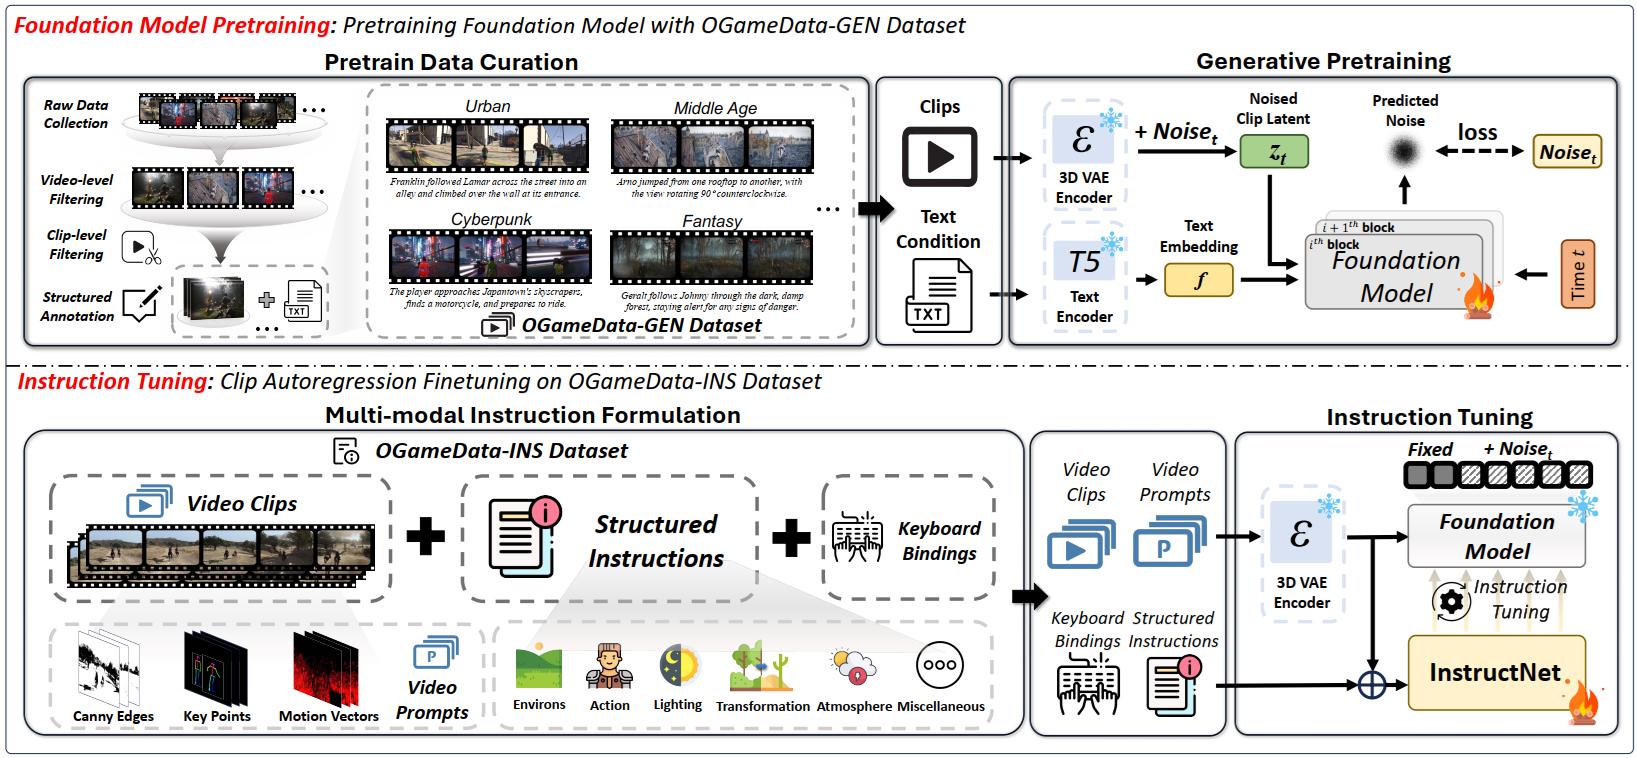 Foundation Model Pretraining: Pretraining Foundation Model with OGameData-GEN Dataset
Pretrain Data Curation
Raw Data
Collection
Video-level
Filtering
Clip-level
Filtering
Structured
Annotation
TXT
Urban
Franklin followed Lamar across the street into an
alley and climbed over the wall at its entrance.
Middle Age
Arno jumped from one rooftop to another, with
the view rotating 90° counterclockwise.
Cyberpunk
The player approaches Japantown's skyscrapers,
finds a motorcycle, and prepares to ride.
Fantasy
Geralt follows Johnny through the dark, damp
forest, staying alert for any signs of danger.
OGameData-GEN Dataset
Clips
Text
Condition
TXT
Generative Pretraining
ε
3D VAE
Encoder
+ Noise_t
Noised
Clip Latent
z_t
Predicted
Noise
loss
Noise_t
T5
Text
Encoder
Text
Embedding
f
i + 1^th block
i^th block
Foundation
Model
Time t
Instruction Tuning: Clip Autoregression Finetuning on OGameData-INS Dataset
Multi-modal Instruction Formulation
OGameData-INS Dataset
Video Clips
Structured
Instructions
Keyboard
Bindings
Canny Edges
Key Points
Motion Vectors
P
Video
Prompts
Environs
Action
Lighting
Transformation
Atmosphere
Miscellaneous
Video
Clips
Video
Prompts
P
Keyboard
Bindings
Structured
Instructions
Instruction Tuning
ε
3D VAE
Encoder
Fixed
+ Noise_t
Foundation
Model
Instruction
Tuning
InstructNet